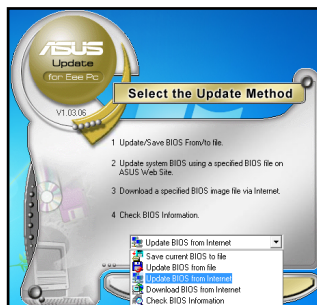 ASUS
Update
for Eee Pc
V1.03.06
Select the Update Method
1 Update/Save BIOS From/to file.
2 Update system BIOS using a specified BIOS file on
ASUS Web Site.
3 Download a specified BIOS image file via Internet.
4 Check BIOS Information.
Update BIOS from Internet
Save current BIOS to file
Update BIOS from file
Update BIOS from Internet
Download BIOS from Internet
Check BIOS Information